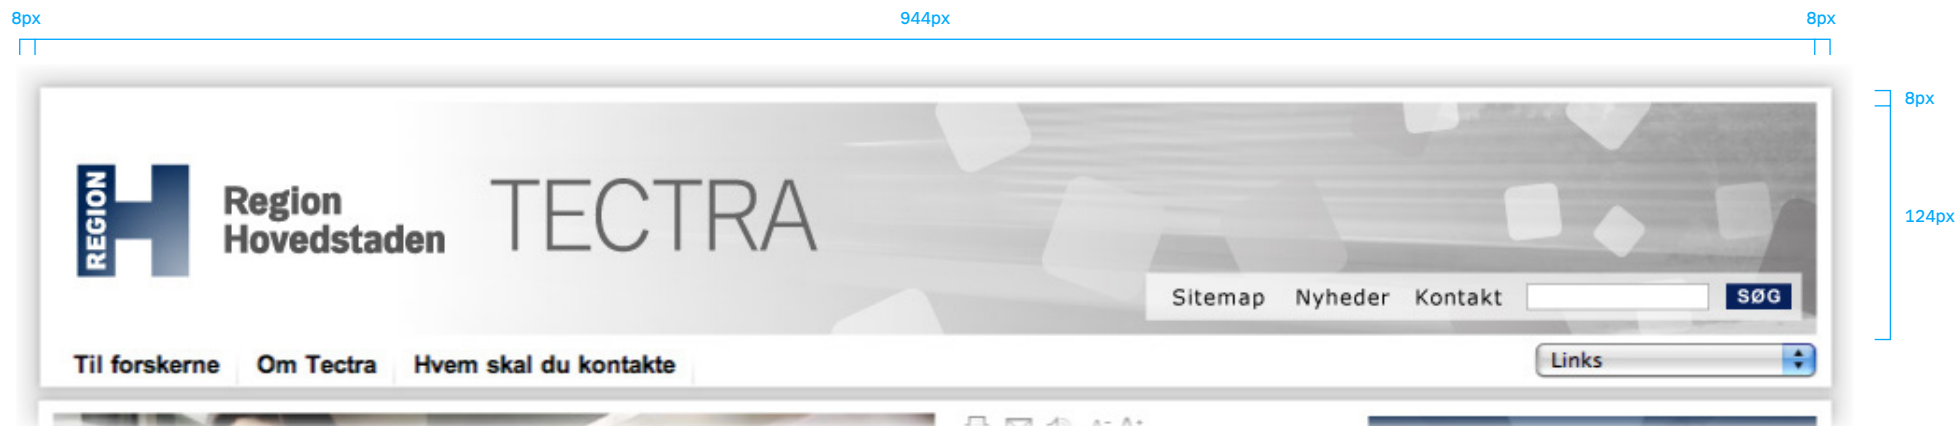 8px
944px
8px
8px
124px
REGION
Region
Hovedstaden
TECTRA
Sitemap Nyheder Kontakt SØG
Til forskerne Om Tectra Hvem skal du kontakte Links
A- A+